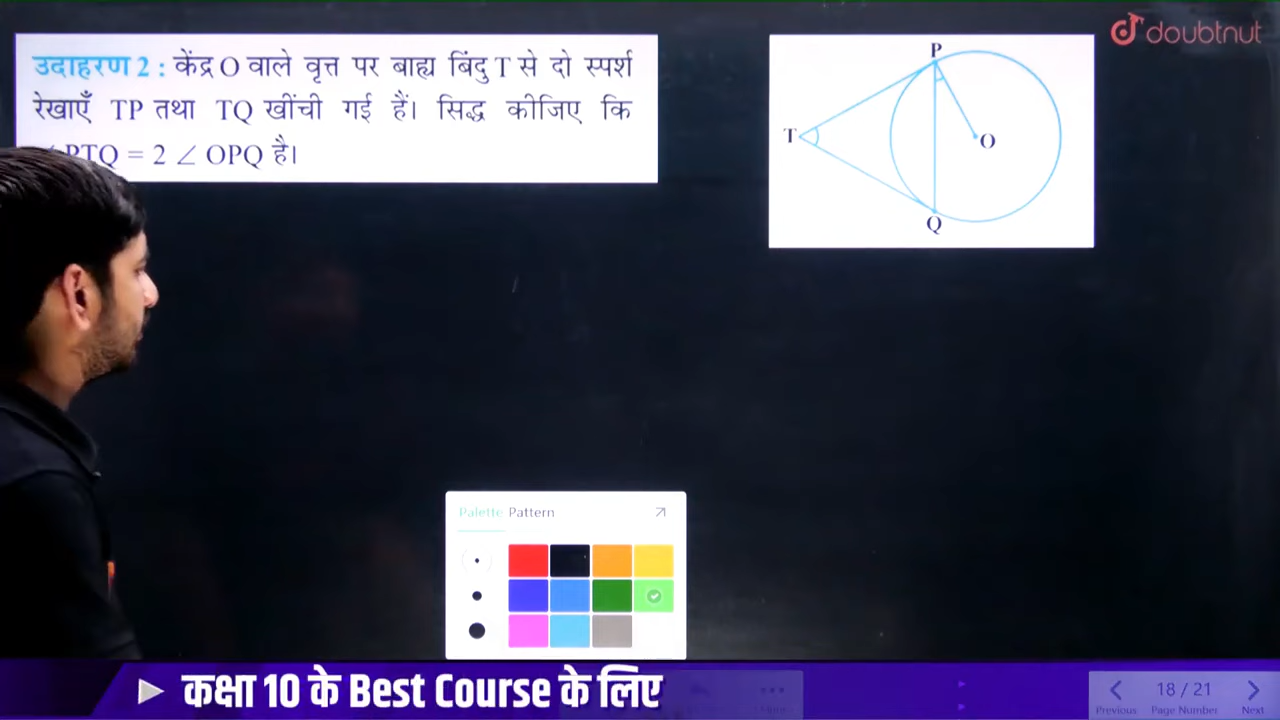 doubtnut
उदाहरण 2 : केंद्र O वाले वृत्त पर बाह्य बिंदु T से दो स्पर्श
रेखाएँ TP तथा TQ खींची गई हैं। सिद्ध कीजिए कि
PTQ = 2 ∠ OPQ है।
P
T
O
Q
Palette Pattern
कक्षा 10 के Best Course के लिए
18 / 21
Previous Page Number Next